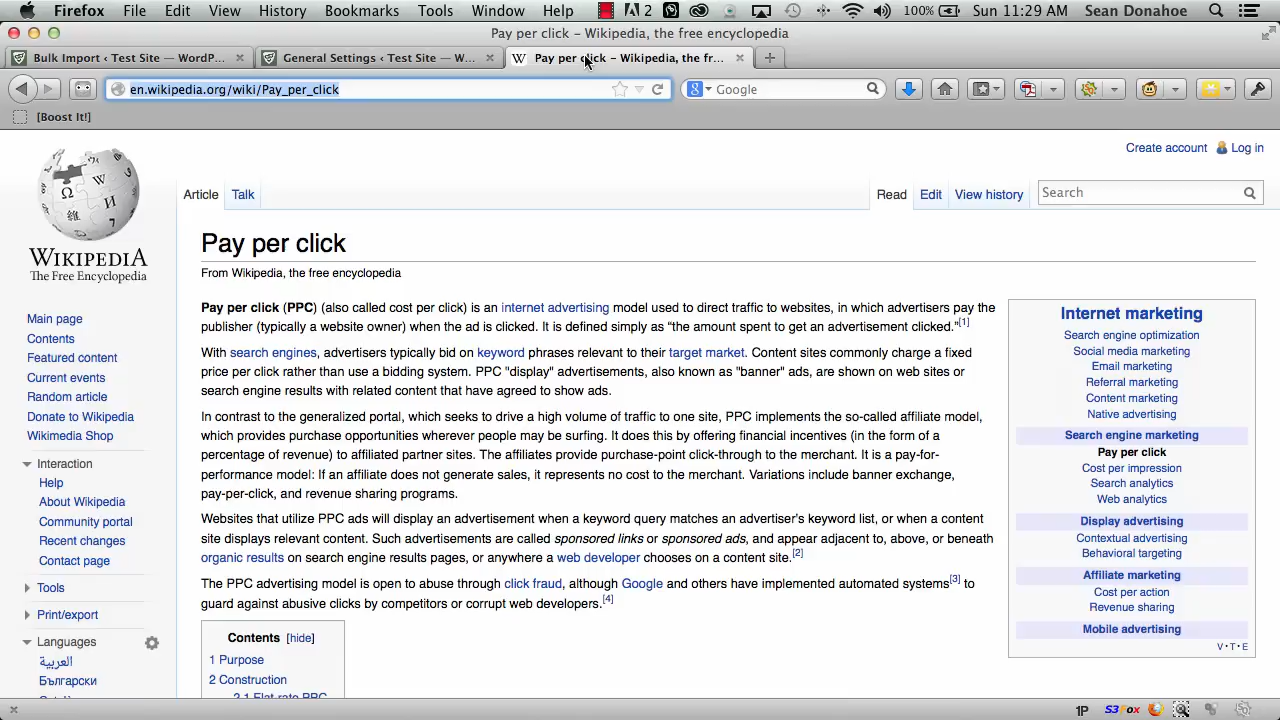 Firefox File Edit View History Bookmarks Tools Window Help 2 100% Sun 11:29 AM Sean Donahoe
Pay per click – Wikipedia, the free encyclopedia
Bulk Import ‹ Test Site — WordP... General Settings ‹ Test Site — W... W Pay per click – Wikipedia, the fr...
en.wikipedia.org/wiki/Pay_per_click Google
[Boost It!]
Create account Log in
Article Talk Read Edit View history Search
WIKIPEDIA
The Free Encyclopedia
Main page
Contents
Featured content
Current events
Random article
Donate to Wikipedia
Wikimedia Shop
Interaction
Help
About Wikipedia
Community portal
Recent changes
Contact page
Tools
Print/export
Languages
العربية
Български
Pay per click
From Wikipedia, the free encyclopedia
Pay per click (PPC) (also called cost per click) is an internet advertising model used to direct traffic to websites, in which advertisers pay the
publisher (typically a website owner) when the ad is clicked. It is defined simply as "the amount spent to get an advertisement clicked."[1]
With search engines, advertisers typically bid on keyword phrases relevant to their target market. Content sites commonly charge a fixed
price per click rather than use a bidding system. PPC "display" advertisements, also known as "banner" ads, are shown on web sites or
search engine results with related content that have agreed to show ads.
In contrast to the generalized portal, which seeks to drive a high volume of traffic to one site, PPC implements the so-called affiliate model,
which provides purchase opportunities wherever people may be surfing. It does this by offering financial incentives (in the form of a
percentage of revenue) to affiliated partner sites. The affiliates provide purchase-point click-through to the merchant. It is a pay-for-
performance model: If an affiliate does not generate sales, it represents no cost to the merchant. Variations include banner exchange,
pay-per-click, and revenue sharing programs.
Websites that utilize PPC ads will display an advertisement when a keyword query matches an advertiser's keyword list, or when a content
site displays relevant content. Such advertisements are called sponsored links or sponsored ads, and appear adjacent to, above, or beneath
organic results on search engine results pages, or anywhere a web developer chooses on a content site.[2]
The PPC advertising model is open to abuse through click fraud, although Google and others have implemented automated systems[3] to
guard against abusive clicks by competitors or corrupt web developers.[4]
Contents [hide]
1 Purpose
2 Construction
2.1 Flat-rate PPC
Internet marketing
Search engine optimization
Social media marketing
Email marketing
Referral marketing
Content marketing
Native advertising
Search engine marketing
Pay per click
Cost per impression
Search analytics
Web analytics
Display advertising
Contextual advertising
Behavioral targeting
Affiliate marketing
Cost per action
Revenue sharing
Mobile advertising
V · T · E
1P S3Fox